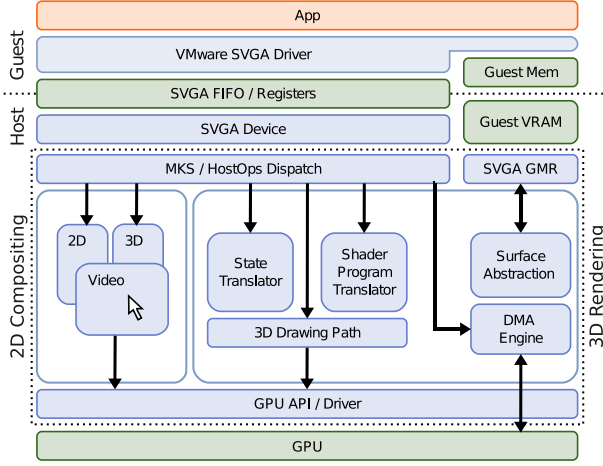 App
Guest
VMware SVGA Driver
Guest Mem
SVGA FIFO / Registers
Host
Guest VRAM
SVGA Device
MKS / HostOps Dispatch
SVGA GMR
2D Compositing
2D
3D
Video
State
Translator
Shader
Program
Translator
Surface
Abstraction
3D Rendering
3D Drawing Path
DMA
Engine
GPU API / Driver
GPU